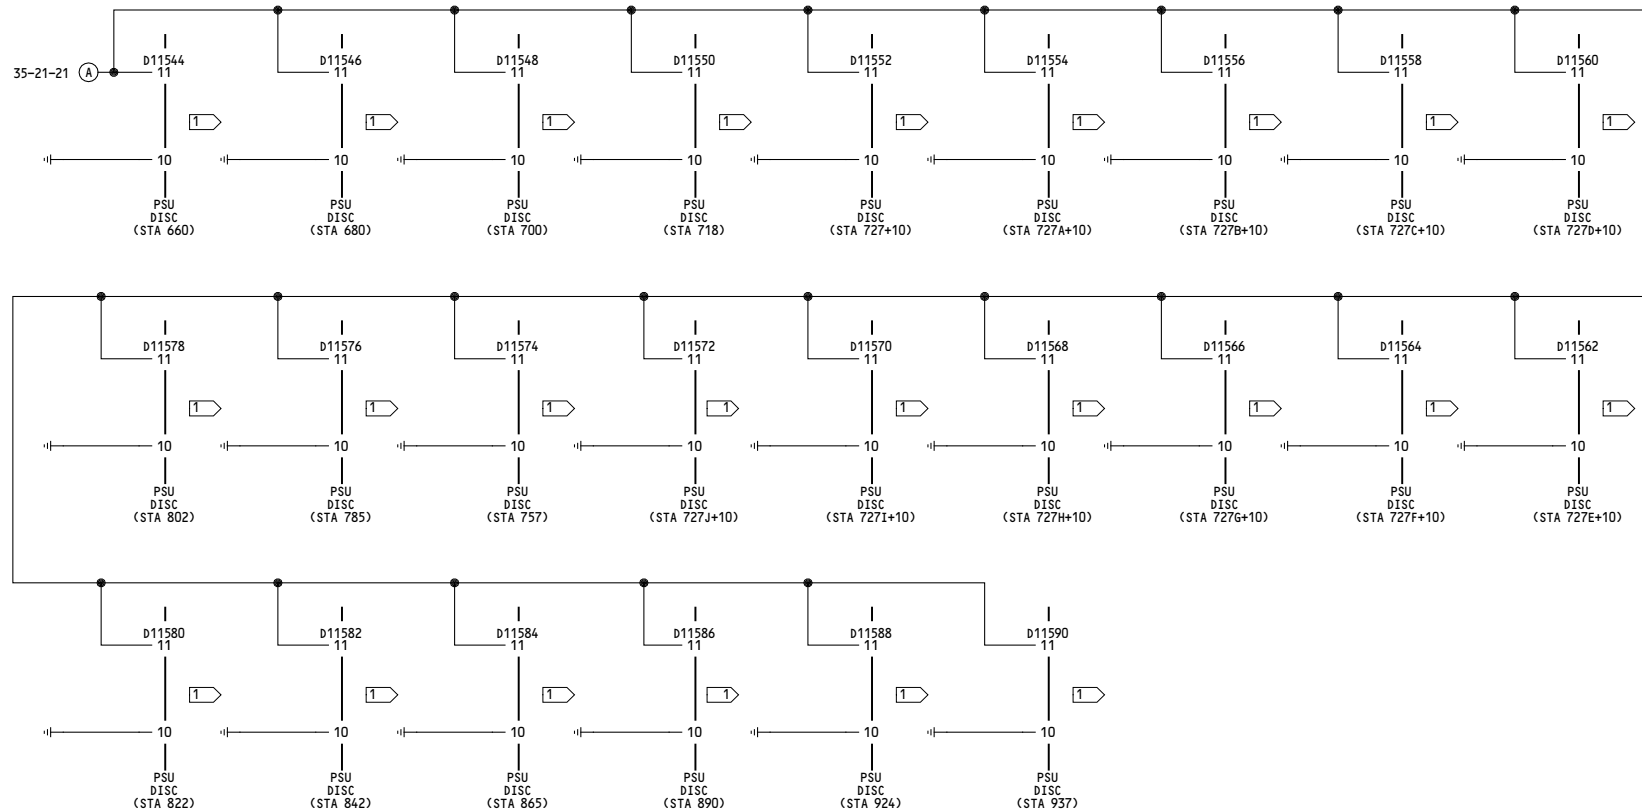 D11544 D11546 D11548 D11550 D11552 D11554 D11556 D11558 D11560
35-21-21 A 11 11 11 11 11 11 11 11 11
1 1 1 1 1 1 1 1 1
10 10 10 10 10 10 10 10 10
PSU PSU PSU PSU PSU PSU PSU PSU PSU
DISC DISC DISC DISC DISC DISC DISC DISC DISC
(STA 660) (STA 680) (STA 700) (STA 718) (STA 727+10) (STA 727A+10) (STA 727B+10) (STA 727C+10) (STA 727D+10)
D11578 D11576 D11574 D11572 D11570 D11568 D11566 D11564 D11562
11 11 11 11 11 11 11 11 11
1 1 1 1 1 1 1 1 1
10 10 10 10 10 10 10 10 10
PSU PSU PSU PSU PSU PSU PSU PSU PSU
DISC DISC DISC DISC DISC DISC DISC DISC DISC
(STA 802) (STA 785) (STA 757) (STA 727J+10) (STA 727I+10) (STA 727H+10) (STA 727G+10) (STA 727F+10) (STA 727E+10)
D11580 D11582 D11584 D11586 D11588 D11590
11 11 11 11 11 11
1 1 1 1 1 1
10 10 10 10 10 10
PSU PSU PSU PSU PSU PSU
DISC DISC DISC DISC DISC DISC
(STA 822) (STA 842) (STA 865) (STA 890) (STA 924) (STA 937)